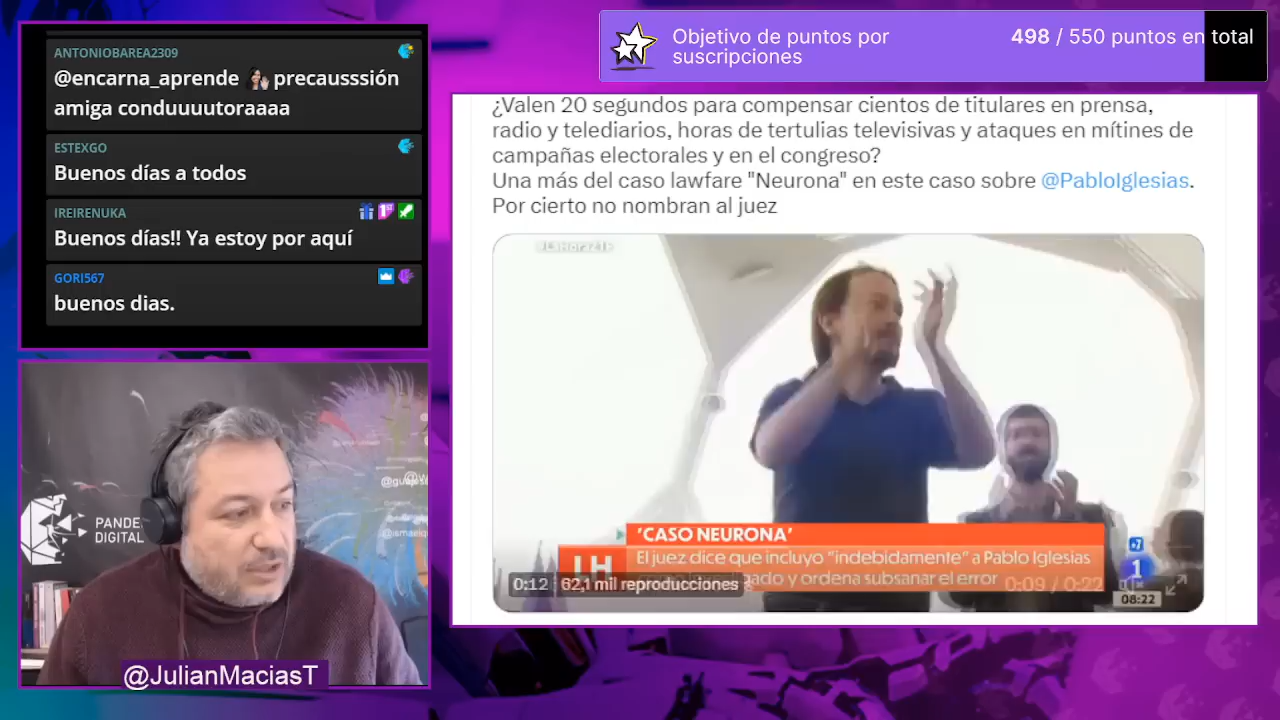 ANTONIOBAREA2309
@encarna_aprende precausssión
amiga conduuuutoraaaa
ESTEXGO
Buenos días a todos
IREIRENUKA
Buenos días!! Ya estoy por aquí
GORI567
buenos dias.
Objetivo de puntos por
suscripciones
498 / 550 puntos en total
¿Valen 20 segundos para compensar cientos de titulares en prensa,
radio y telediarios, horas de tertulias televisivas y ataques en mítines de
campañas electorales y en el congreso?
Una más del caso lawfare "Neurona" en este caso sobre @PabloIglesias.
Por cierto no nombran al juez
#LaHora21F
'CASO NEURONA'
LH
El juez dice que incluyo "indebidamente" a Pablo Iglesias
y ordena subsanar el error
0:12
62,1 mil reproducciones
0:09 / 0:22
+7
1
08:22
PANDE
DIGITAL
@JulianMaciasT